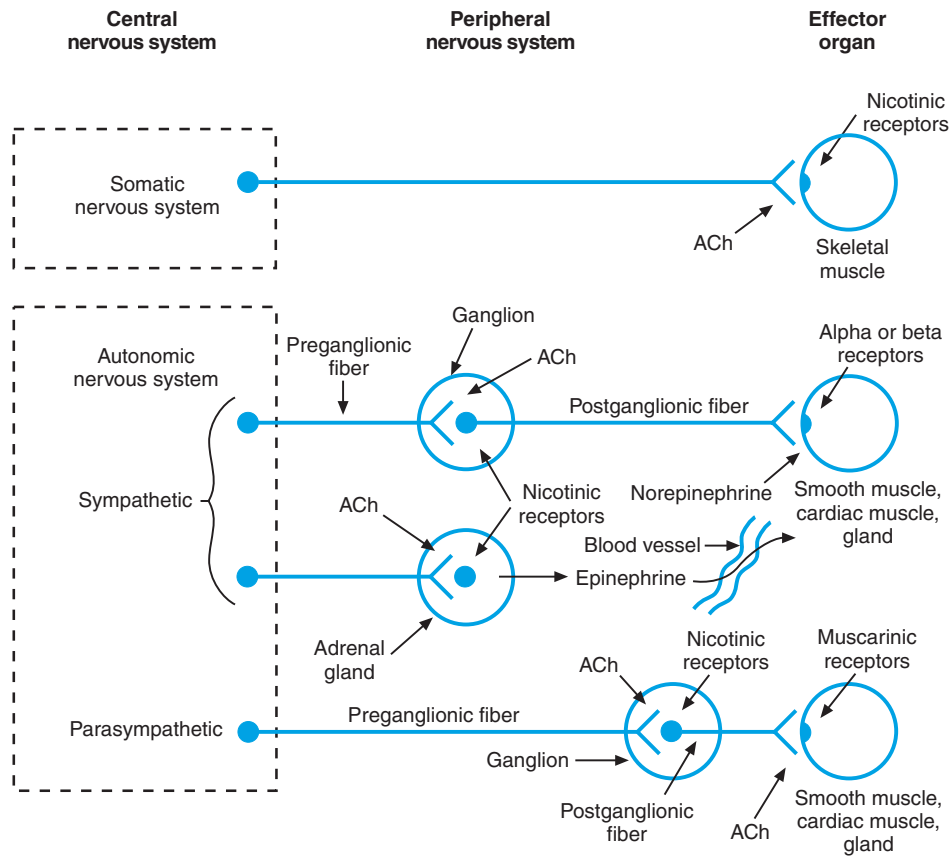 Central
nervous system
Peripheral
nervous system
Effector
organ
Nicotinic
receptors
Somatic
nervous system
ACh
Skeletal
muscle
Autonomic
nervous system
Preganglionic
fiber
Ganglion
ACh
Postganglionic fiber
Alpha or beta
receptors
Sympathetic
ACh
Nicotinic
receptors
Norepinephrine
Smooth muscle,
cardiac muscle,
gland
Blood vessel
Epinephrine
Adrenal
gland
Parasympathetic
Preganglionic fiber
ACh
Nicotinic
receptors
Muscarinic
receptors
Ganglion
Postganglionic
fiber
ACh
Smooth muscle,
cardiac muscle,
gland